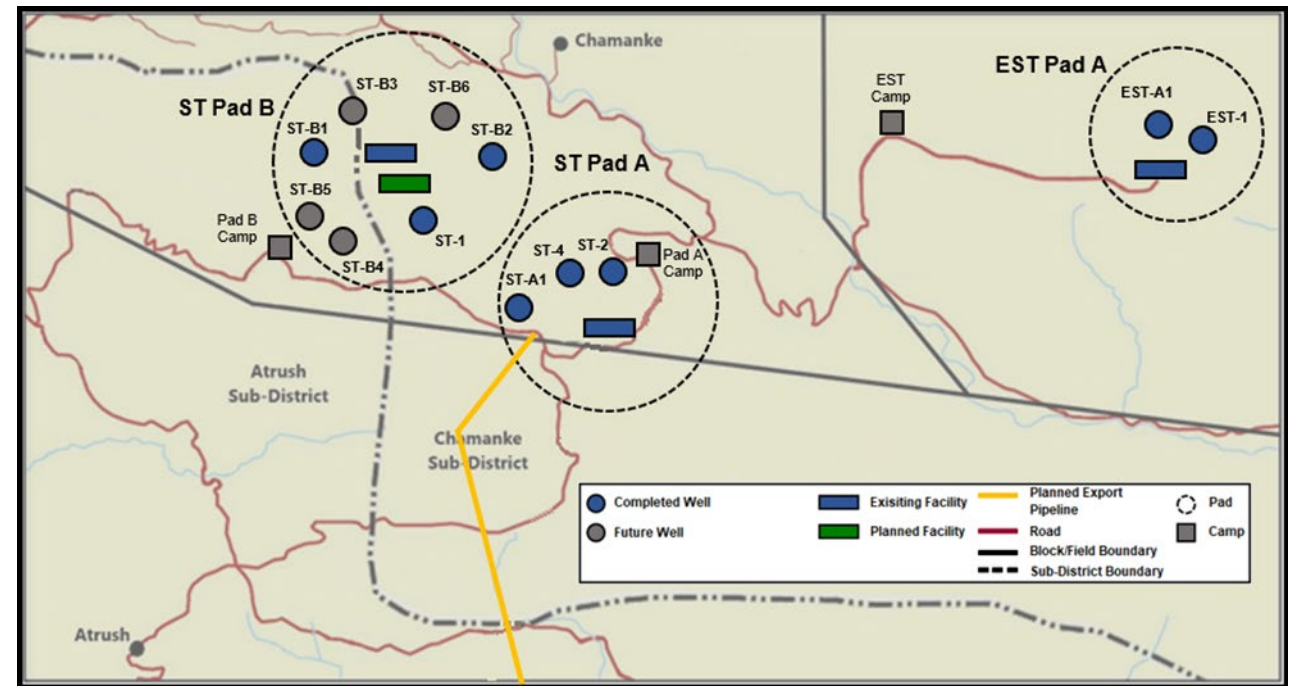 Chamanke
EST Pad A
EST
Camp
EST-A1
EST-1
ST Pad B
ST-B3
ST-B6
ST-B1
ST-B2
ST Pad A
ST-B5
Pad B
Camp
ST-1
ST-B4
ST-4
ST-2
Pad A
Camp
ST-A1
Atrush
Sub-District
Chamanke
Sub-District
Completed Well
Future Well
Exisiting Facility
Planned Facility
Planned Export
Pipeline
Road
Block/Field Boundary
Sub-District Boundary
Pad
Camp
Atrush